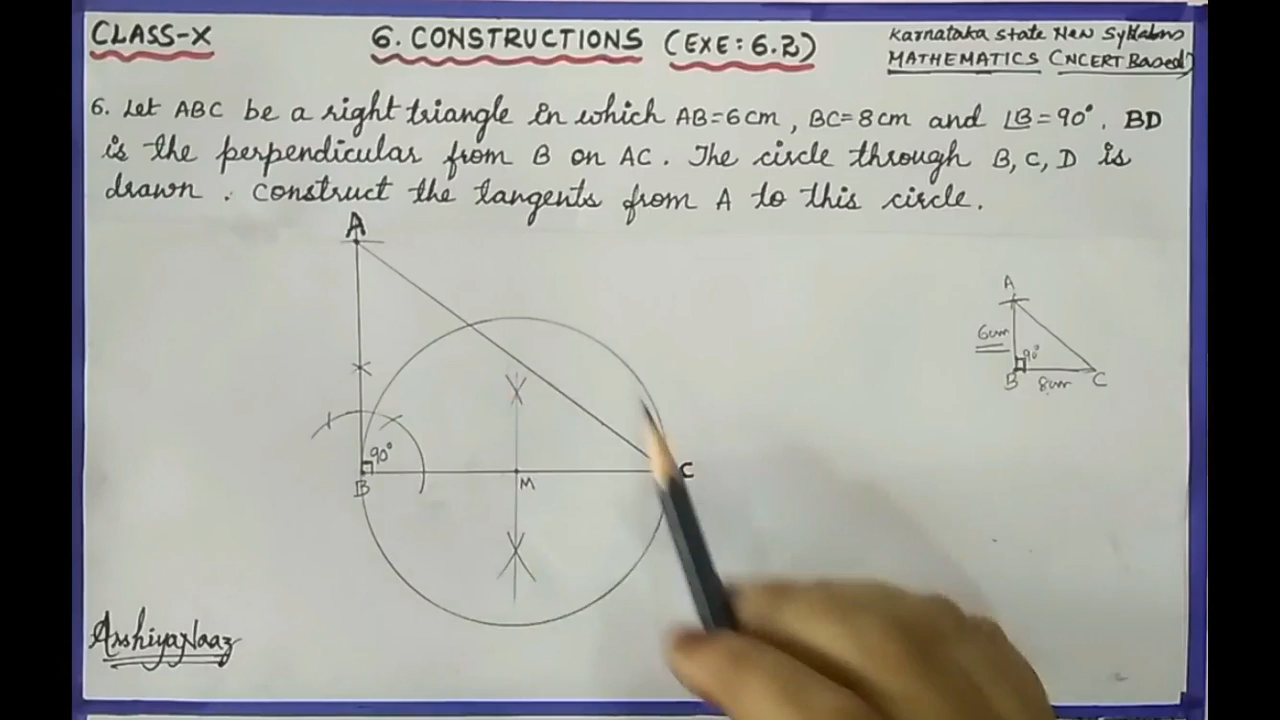 CLASS-X
6. CONSTRUCTIONS (EXE: 6.2)
Karnataka state New Syllabus
MATHEMATICS (NCERT Based)
6. Let ABC be a right triangle in which AB=6cm, BC=8cm and ∠B=90°. BD
is the perpendicular from B on AC. The circle through B, C, D is
drawn. Construct the tangents from A to this circle.
A
A
6cm
90°
B
8cm
C
90°
B
M
C
ArshiyaNaaz